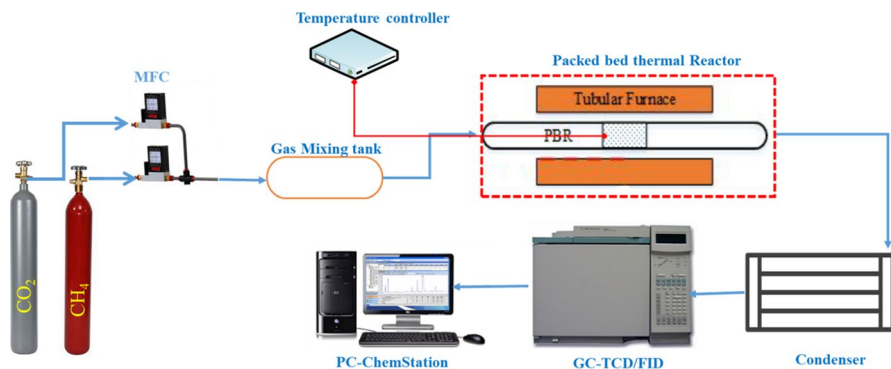 Temperature controller
MFC
Packed bed thermal Reactor
Tubular Furnace
PBR
Gas Mixing tank
CO₂
CH₄
PC-ChemStation
GC-TCD/FID
Condenser